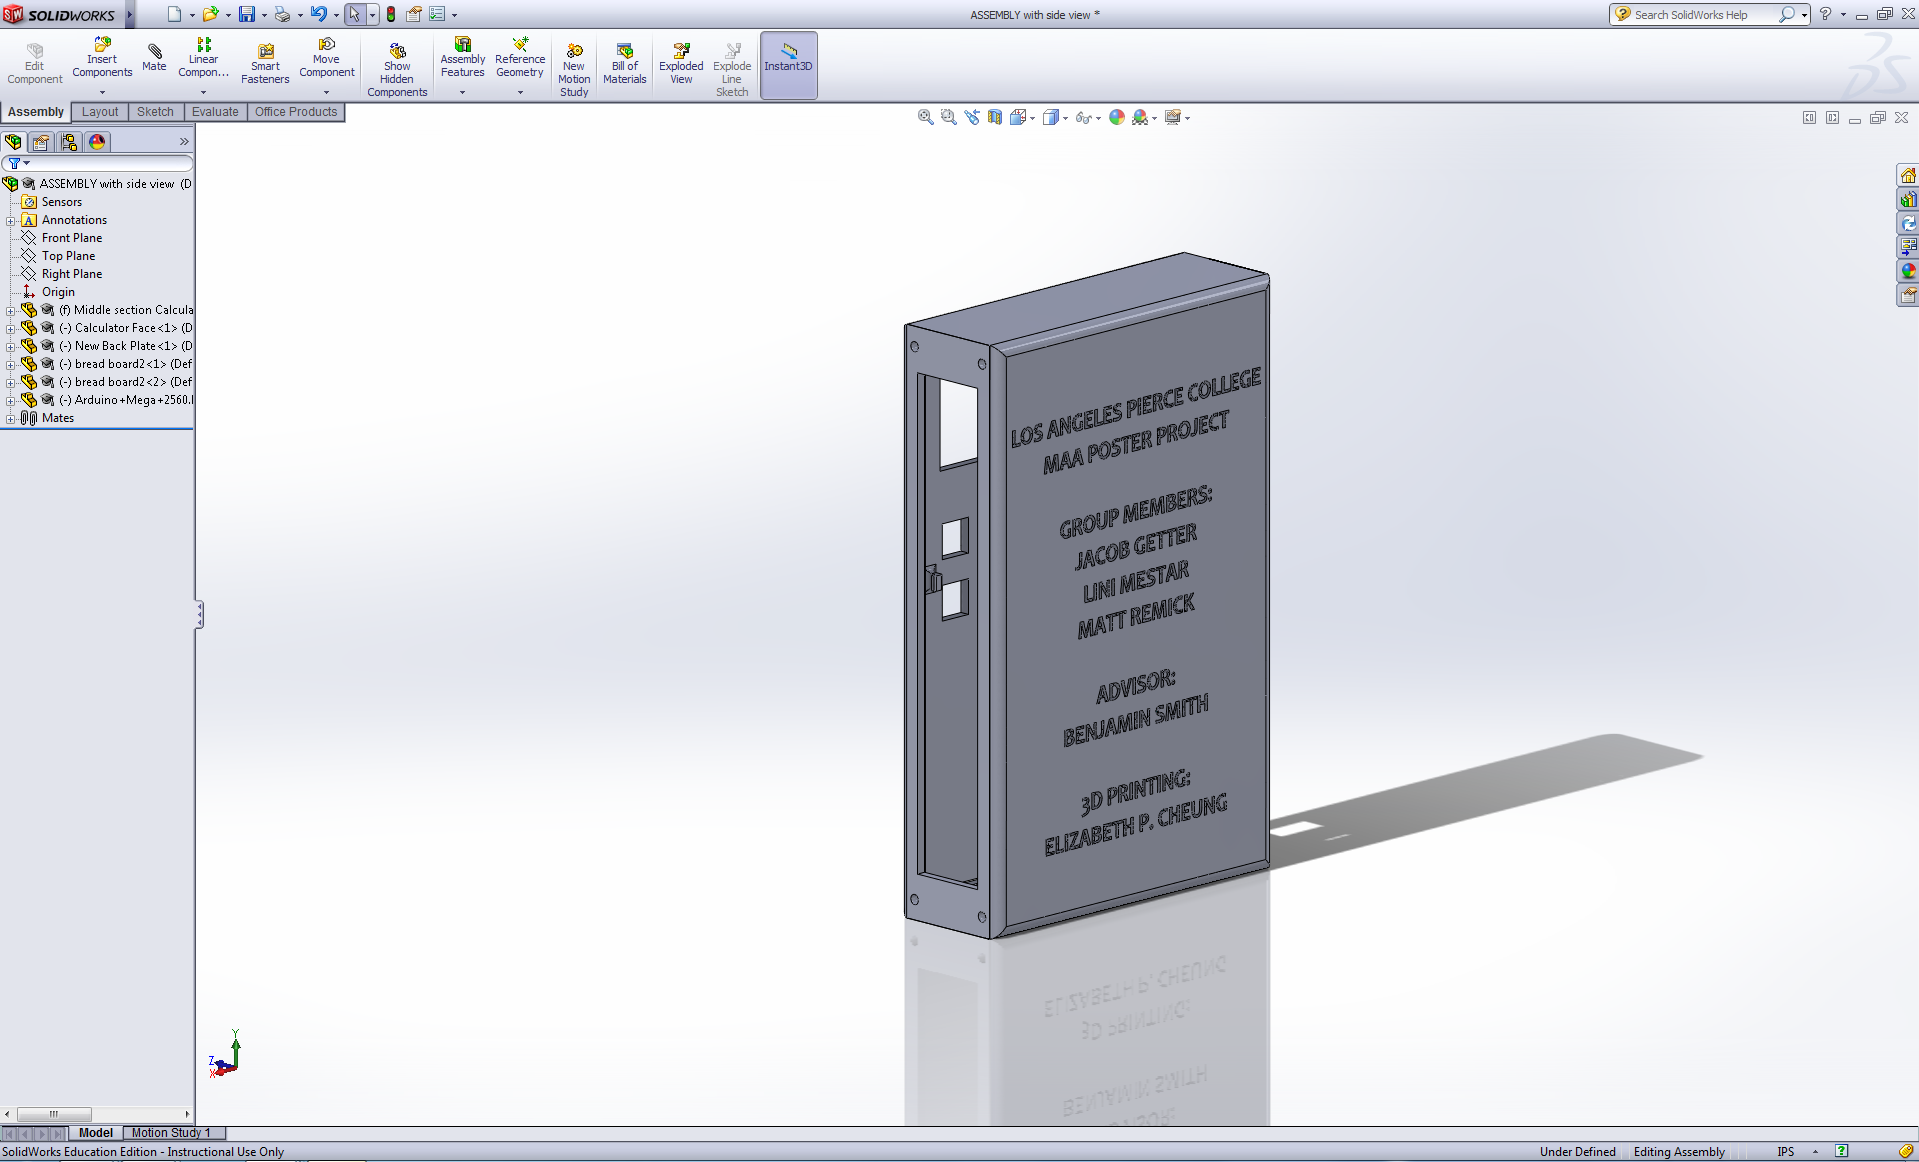 SOLIDWORKS
ASSEMBLY with side view *
Search SolidWorks Help
Edit Component
Insert Components
Mate
Linear Compon...
Smart Fasteners
Move Component
Show Hidden Components
Assembly Features
Reference Geometry
New Motion Study
Bill of Materials
Exploded View
Explode Line Sketch
Instant3D
Assembly
Layout
Sketch
Evaluate
Office Products
ASSEMBLY with side view (D
Sensors
Annotations
Front Plane
Top Plane
Right Plane
Origin
(f) Middle section Calcula
(-) Calculator Face<1> (D
(-) New Back Plate<1> (D
(-) bread board2<1> (Def
(-) bread board2<2> (Def
(-) Arduino+Mega+2560.
Mates
LOS ANGELES PIERCE COLLEGE
MAA POSTER PROJECT
GROUP MEMBERS:
JACOB GETTER
LINI MESTAR
MATT REMICK
ADVISOR:
BENJAMIN SMITH
3D PRINTING:
ELIZABETH P. CHEUNG
Y
Z
X
Model
Motion Study 1
SolidWorks Education Edition - Instructional Use Only
Under Defined
Editing Assembly
IPS